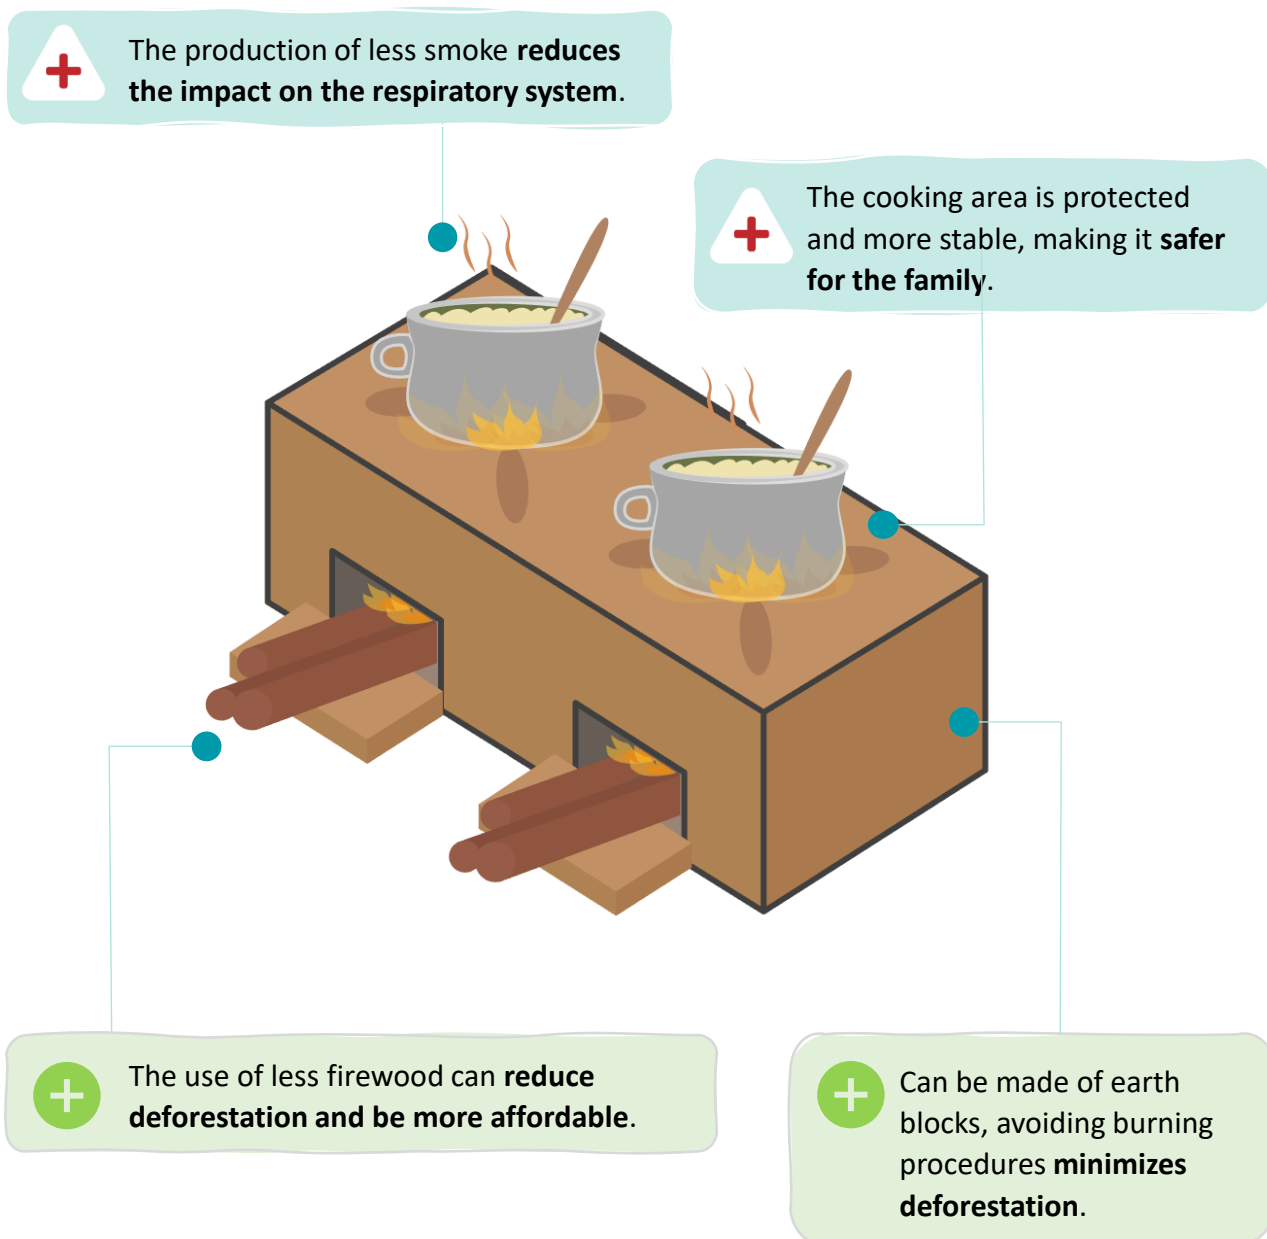 The production of less smoke reduces
the impact on the respiratory system.
The cooking area is protected
and more stable, making it safer
for the family.
The use of less firewood can reduce
deforestation and be more affordable.
Can be made of earth
blocks, avoiding burning
procedures minimizes
deforestation.